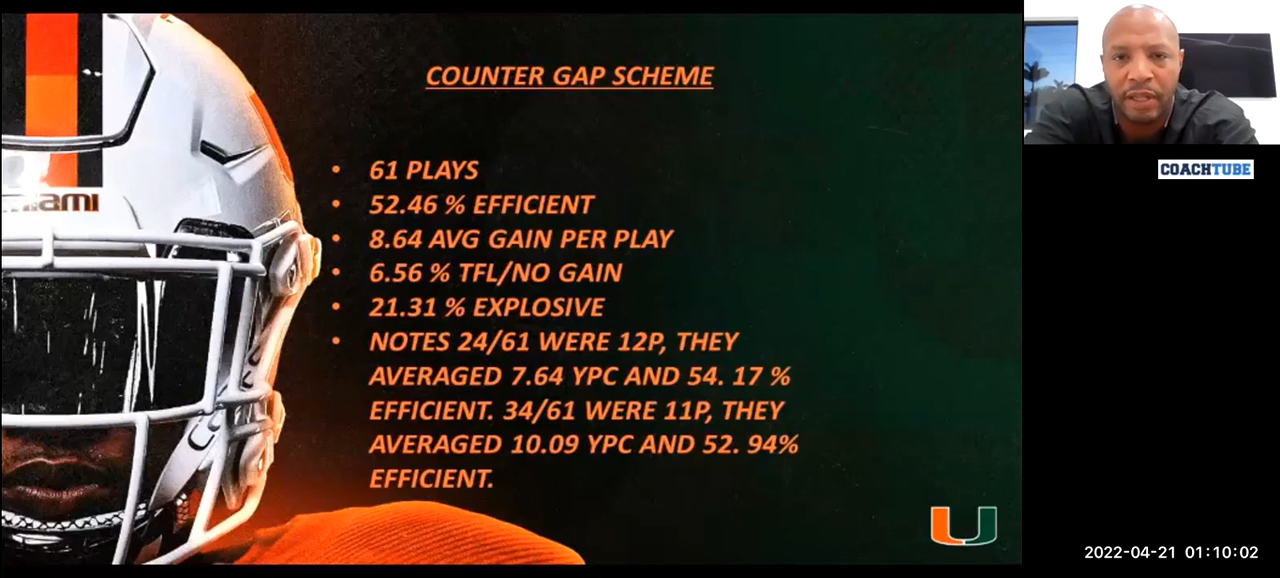 COUNTER GAP SCHEME
• 61 PLAYS
• 52.46 % EFFICIENT
• 8.64 AVG GAIN PER PLAY
• 6.56 % TFL/NO GAIN
• 21.31 % EXPLOSIVE
• NOTES 24/61 WERE 12P, THEY
AVERAGED 7.64 YPC AND 54. 17 %
EFFICIENT. 34/61 WERE 11P, THEY
AVERAGED 10.09 YPC AND 52. 94%
EFFICIENT.
COACHTUBE
U
2022-04-21 01:10:02